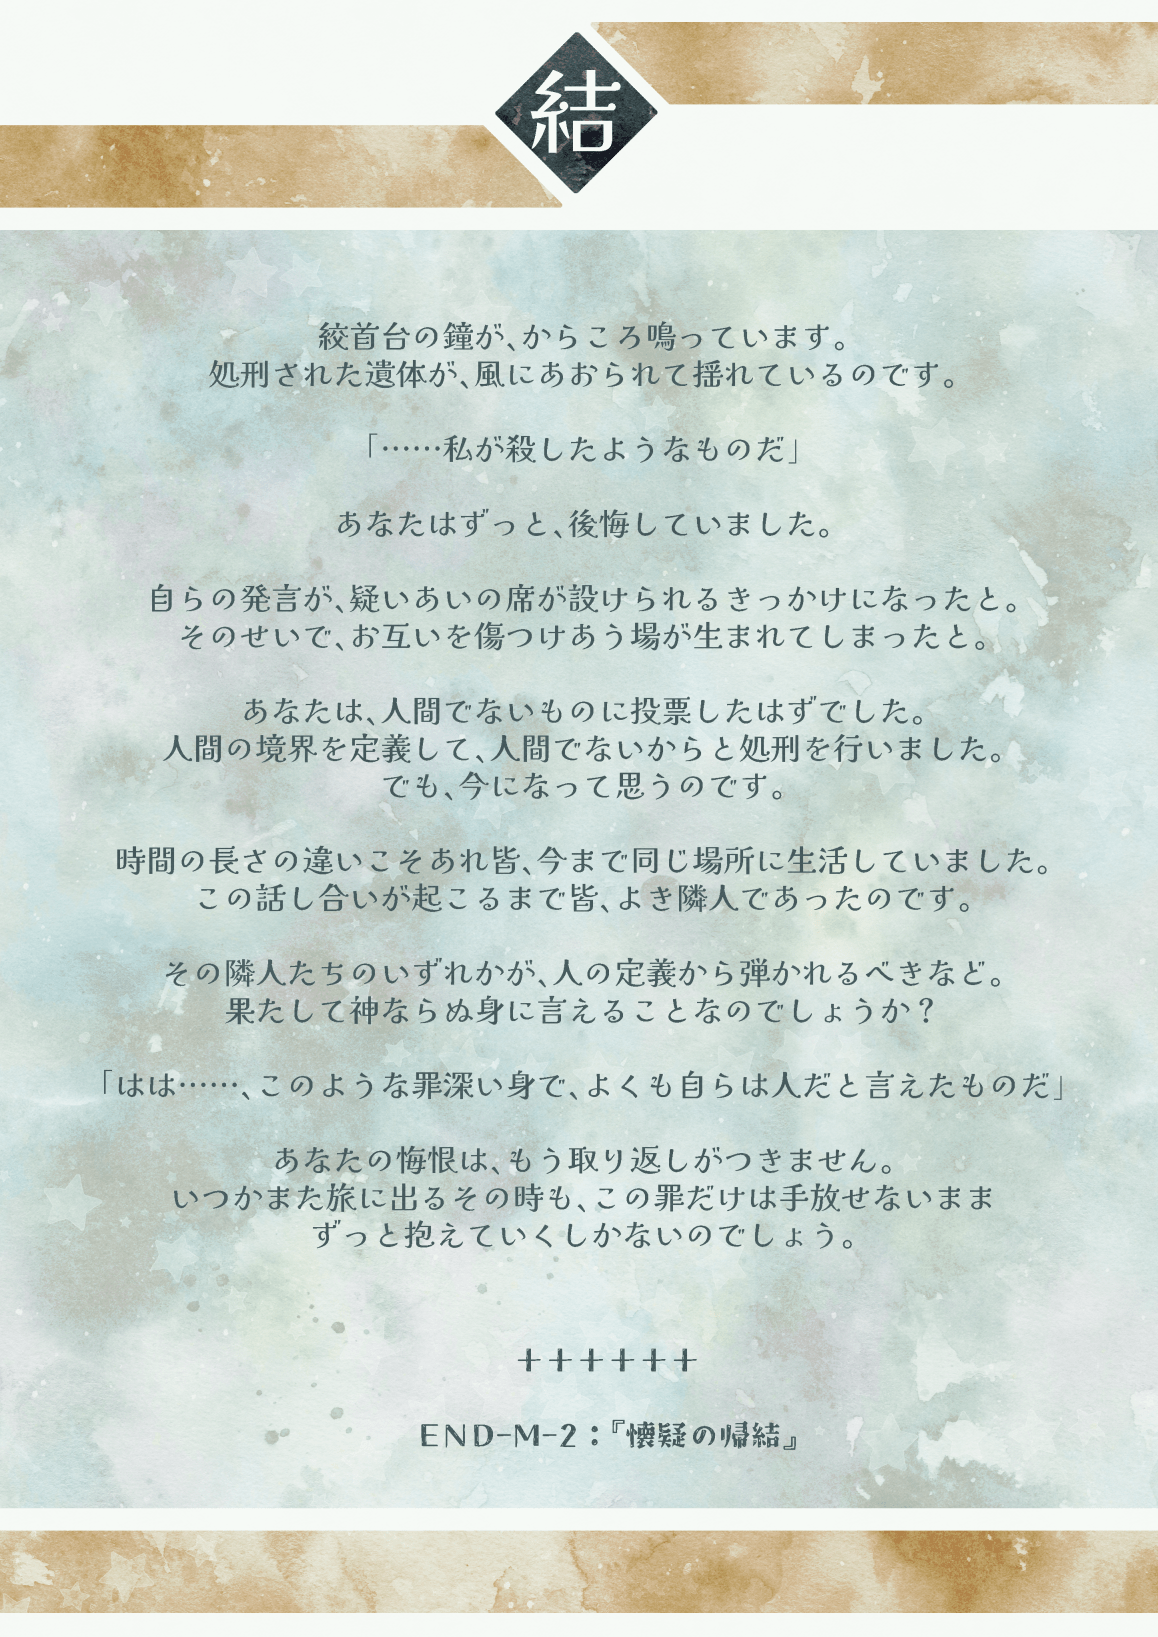 結
絞首台の鐘が、からころ鳴っています。
処刑された遺体が、風にあおられて揺れているのです。
「……私が殺したようなものだ」
あなたはずっと、後悔していました。
自らの発言が、疑いあいの席が設けられるきっかけになったと。
そのせいで、お互いを傷つけあう場が生まれてしまったと。
あなたは、人間でないものに投票したはずでした。
人間の境界を定義して、人間でないからと処刑を行いました。
でも、今になって思うのです。
時間の長さの違いこそあれ皆、今まで同じ場所に生活していました。
この話し合いが起こるまで皆、よき隣人であったのです。
その隣人たちのいずれかが、人の定義から弾かれるべきなど。
果たして神ならぬ身に言えることなのでしょうか？
「はは……、このような罪深い身で、よくも自らは人だと言えたものだ」
あなたの悔恨は、もう取り返しがつきません。
いつかまた旅に出るその時も、この罪だけは手放せないまま
ずっと抱えていくしかないのでしょう。
++++++
END-M-2：『懐疑の帰結』